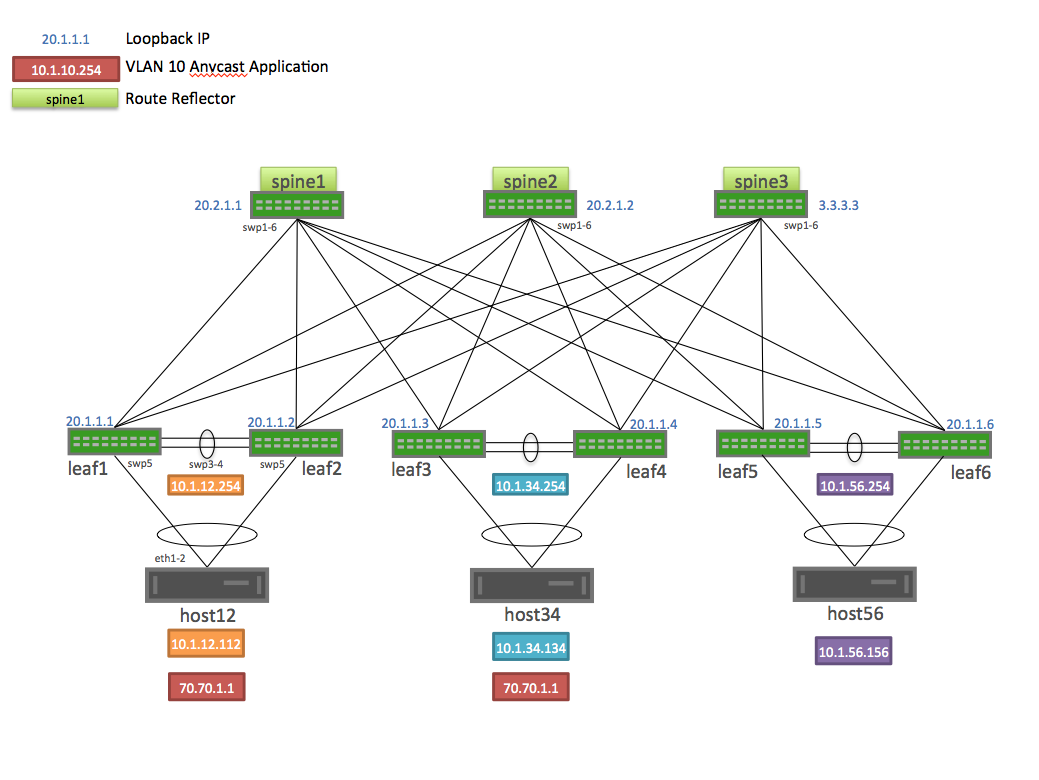 20.1.1.1 Loopback IP
10.1.10.254 VLAN 10 Anycast Application
spine1 Route Reflector
spine1 spine2 spine3
20.2.1.1 20.2.1.2 3.3.3.3
swp1-6 swp1-6 swp1-6
20.1.1.1 20.1.1.2 20.1.1.3 20.1.1.4 20.1.1.5 20.1.1.6
leaf1 swp5 swp3-4 swp5 leaf2 leaf3 leaf4 leaf5 leaf6
10.1.12.254 10.1.34.254 10.1.56.254
eth1-2
host12 host34 host56
10.1.12.112 10.1.34.134 10.1.56.156
70.70.1.1 70.70.1.1